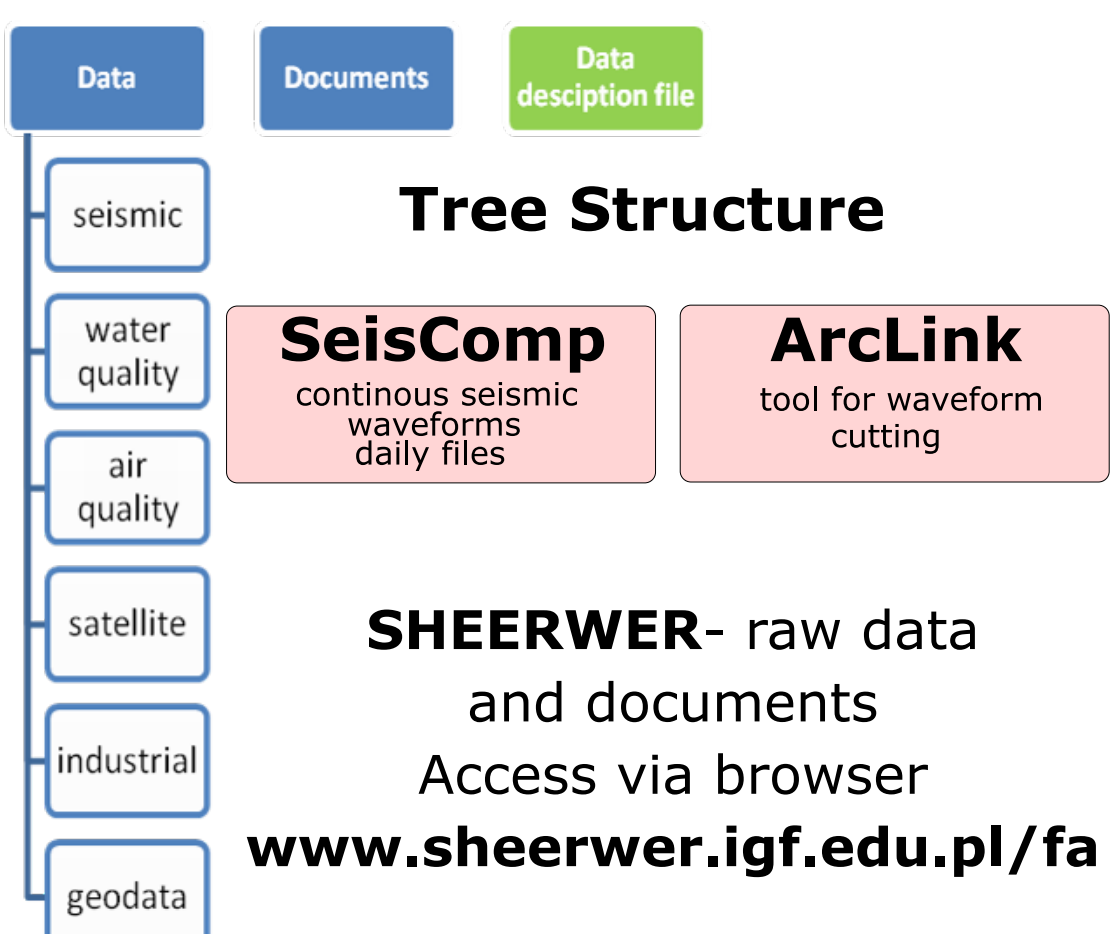 Data
Documents
Data
desciption file
seismic
Tree Structure
water
quality
SeisComp
continous seismic
waveforms
daily files
ArcLink
tool for waveform
cutting
air
quality
satellite
SHEERWER- raw data
and documents
Access via browser
www.sheerwer.igf.edu.pl/fa
industrial
geodata